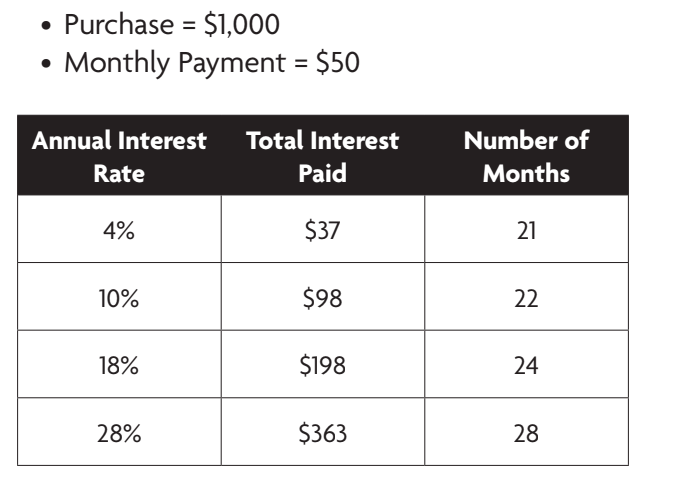 • Purchase = $1,000
• Monthly Payment = $50
Annual Interest Rate Total Interest Paid Number of Months
4% $37 21
10% $98 22
18% $198 24
28% $363 28